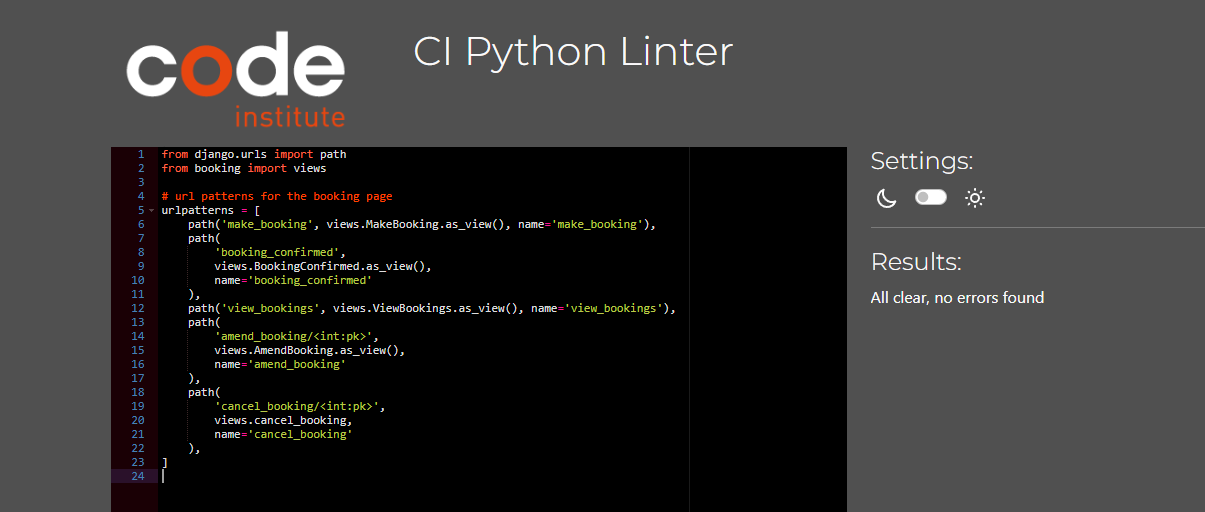 code
institute
CI Python Linter
1 from django.urls import path
2 from booking import views
3
4 # url patterns for the booking page
5 urlpatterns = [
6     path('make_booking', views.MakeBooking.as_view(), name='make_booking'),
7     path(
8         'booking_confirmed',
9         views.BookingConfirmed.as_view(),
10         name='booking_confirmed'
11     ),
12     path('view_bookings', views.ViewBookings.as_view(), name='view_bookings'),
13     path(
14         'amend_booking/<int:pk>',
15         views.AmendBooking.as_view(),
16         name='amend_booking'
17     ),
18     path(
19         'cancel_booking/<int:pk>',
20         views.cancel_booking,
21         name='cancel_booking'
22     ),
23 ]
24
Settings:
Results:
All clear, no errors found